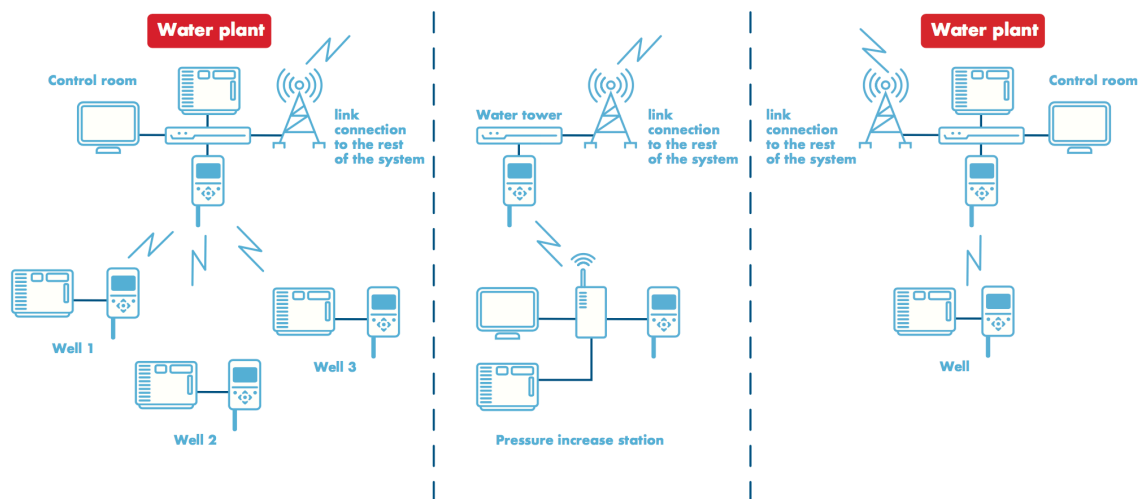 Water plant
Control room
link
connection
to the rest
of the system
Well 1
Well 2
Well 3
Water tower
link
connection
to the rest
of the system
Pressure increase station
Water plant
Control room
link
connection
to the rest
of the system
Well